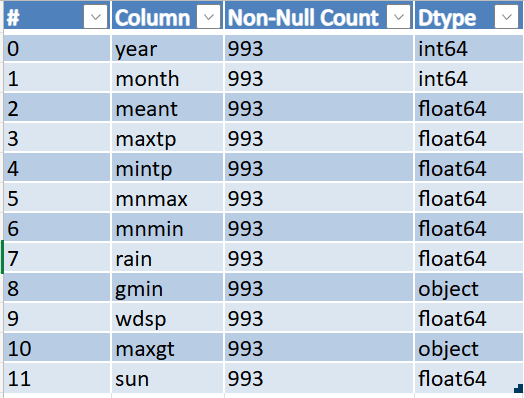 # Column Non-Null Count Dtype
0 year 993 int64
1 month 993 int64
2 meant 993 float64
3 maxtp 993 float64
4 mintp 993 float64
5 mnmax 993 float64
6 mnmin 993 float64
7 rain 993 float64
8 gmin 993 object
9 wdsp 993 float64
10 maxgt 993 object
11 sun 993 float64